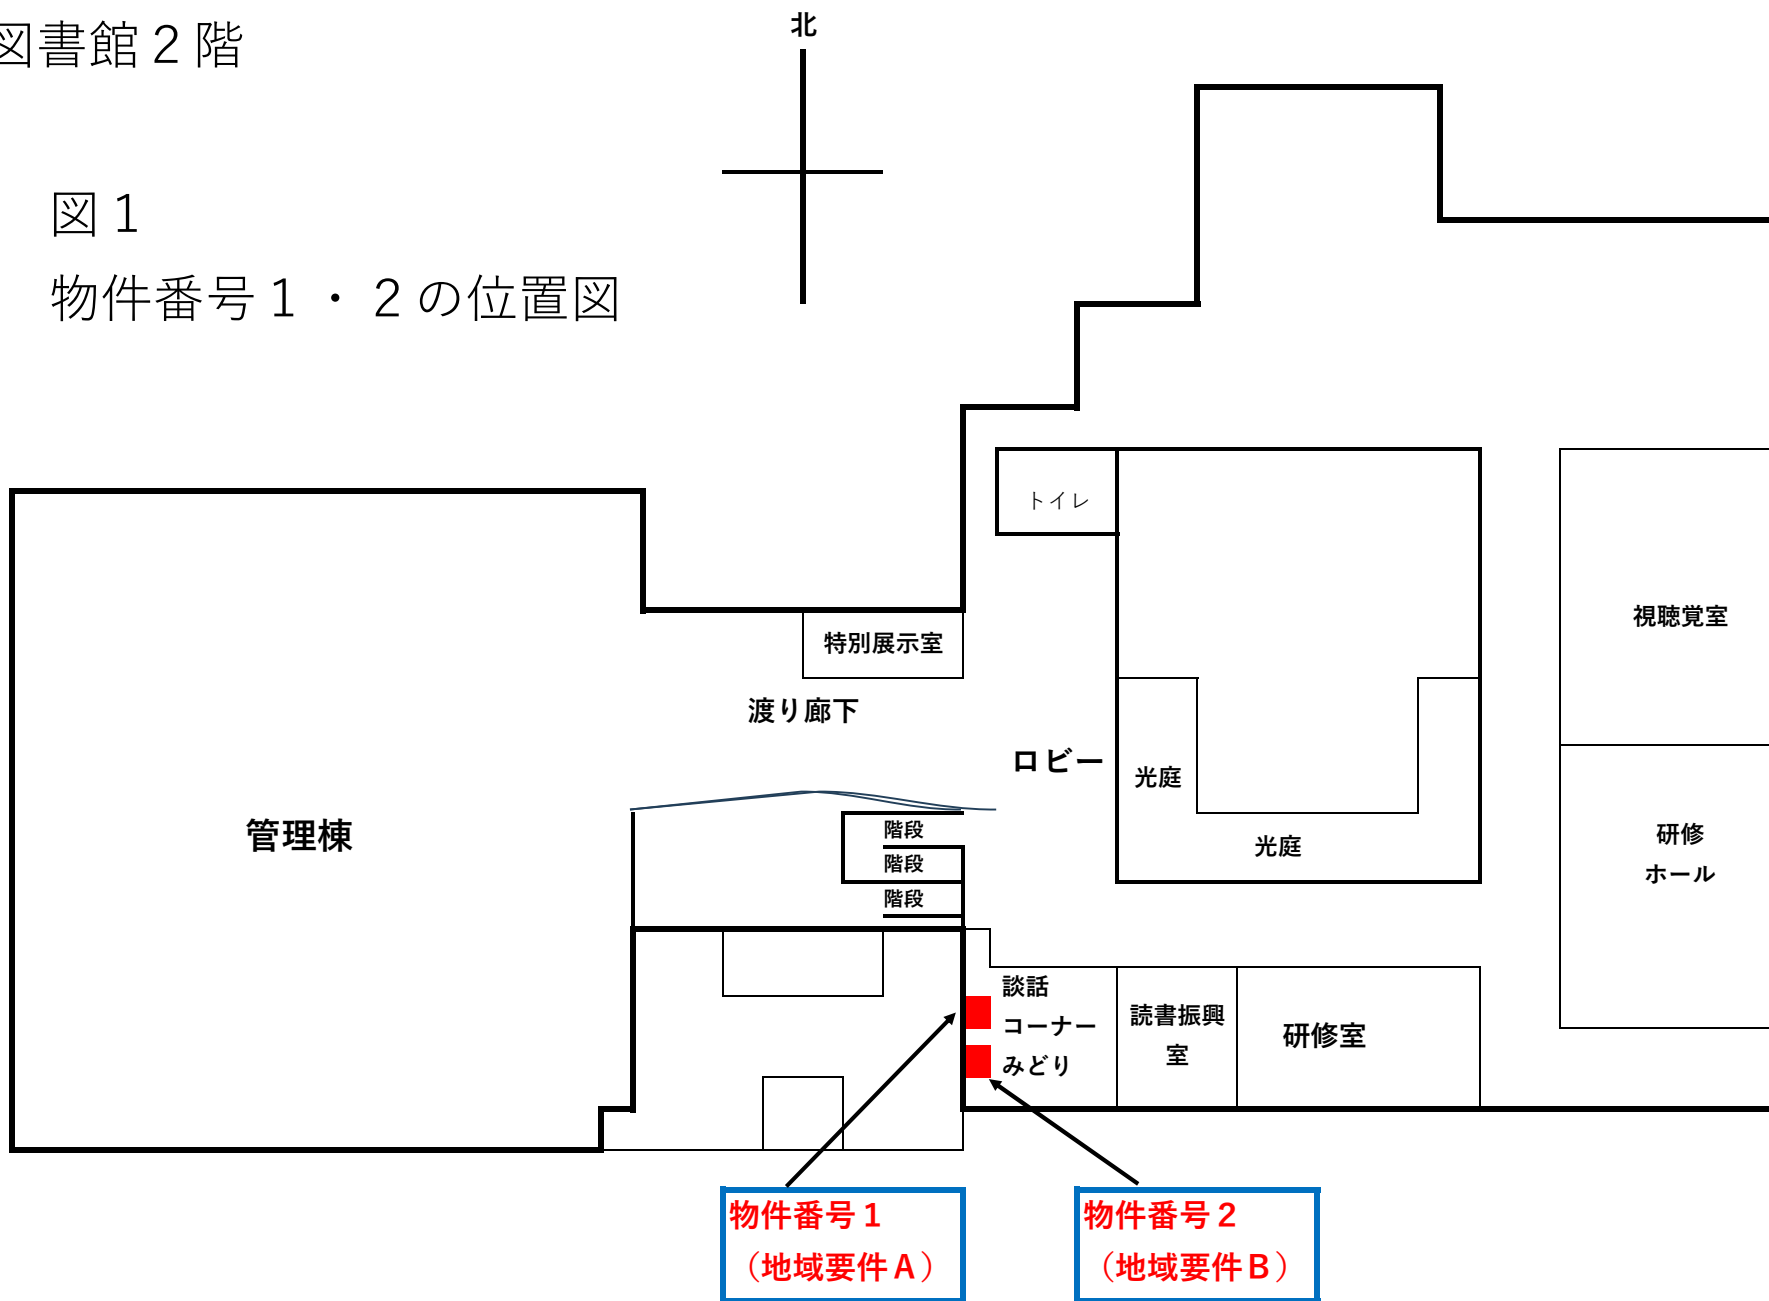 図書館２階
北
図１
物件番号１・２の位置図
トイレ
特別展示室
渡り廊下
ロビー
光庭
光庭
視聴覚室
研修
ホール
管理棟
階段
階段
階段
談話
コーナー
みどり
読書振興
室
研修室
物件番号１
（地域要件Ａ）
物件番号２
（地域要件Ｂ）